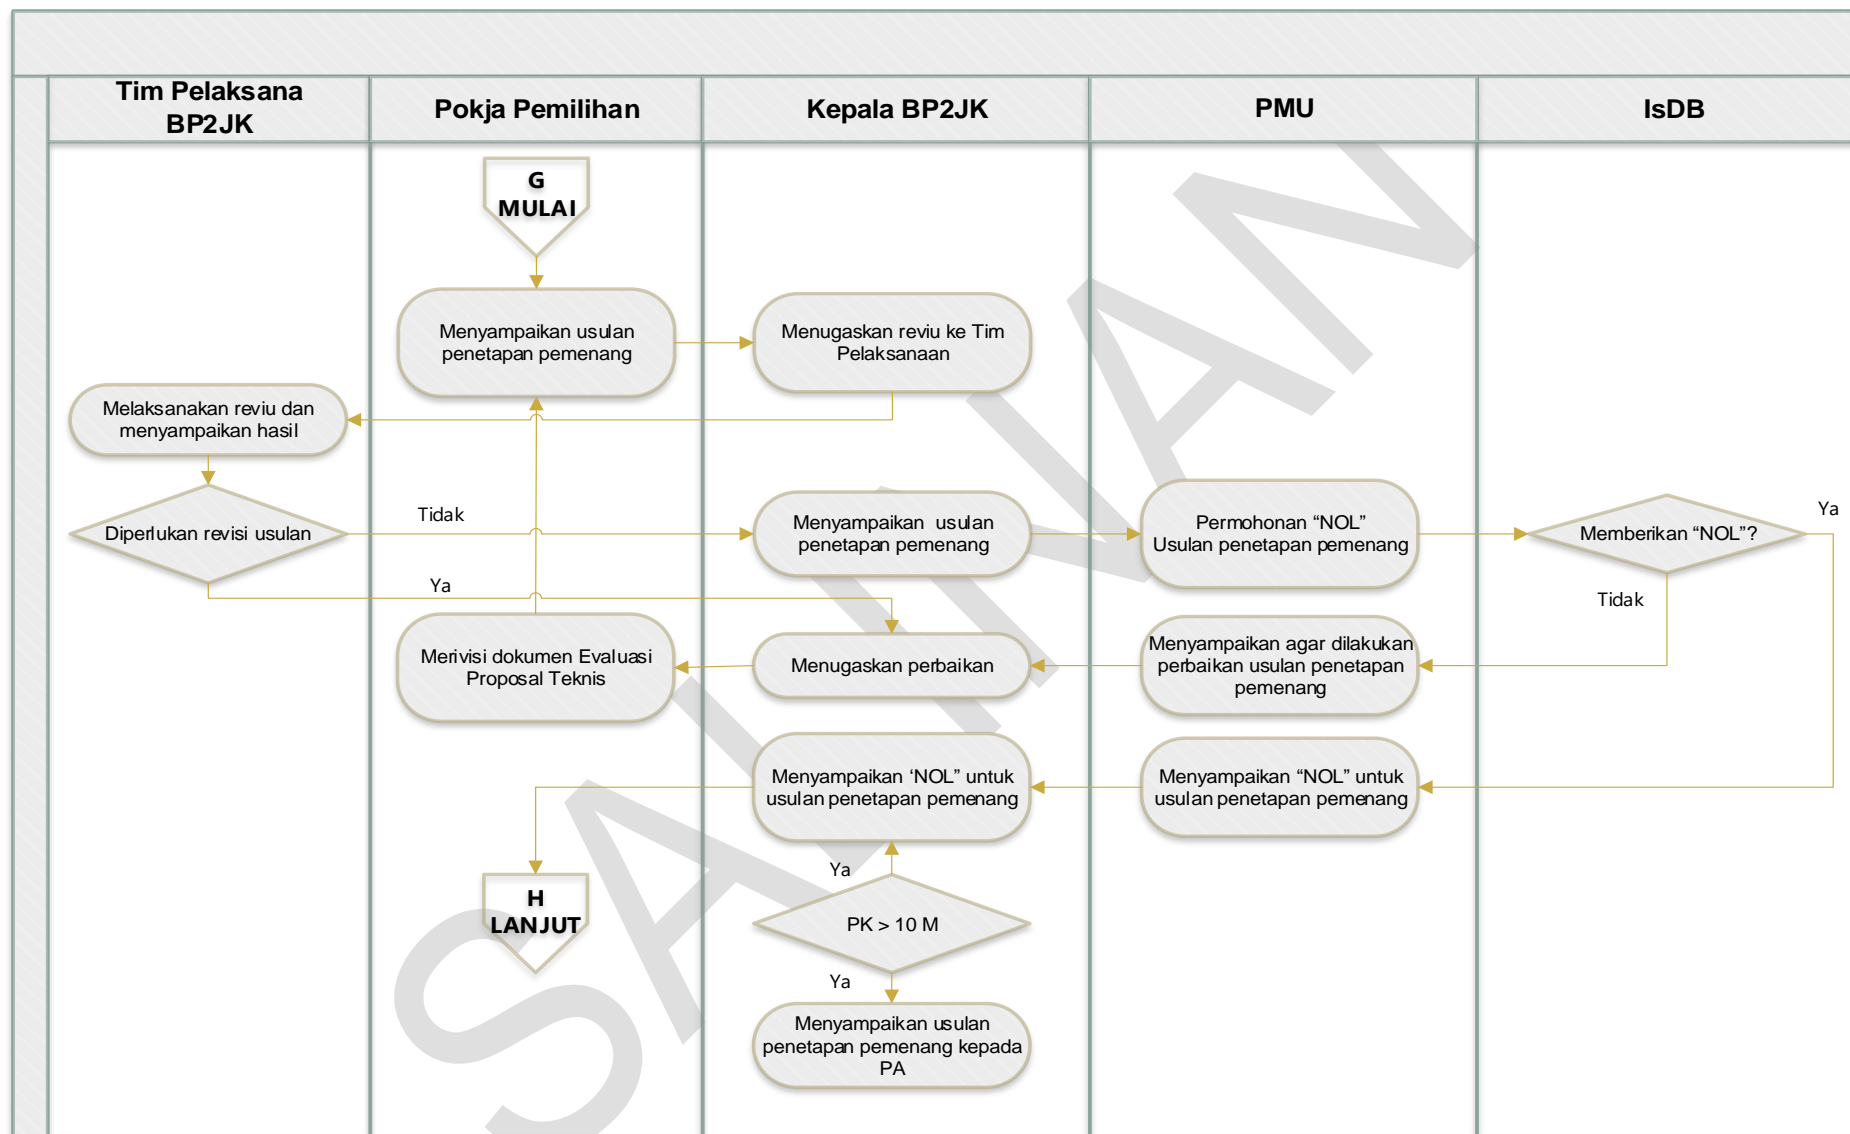 Tim Pelaksana
BP2JK
Pokja Pemilihan
Kepala BP2JK
PMU
IsDB
G
MULAI
Menyampaikan usulan
penetapan pemenang
Menugaskan reviu ke Tim
Pelaksanaan
Melaksanakan reviu dan
menyampaikan hasil
Diperlukan revisi usulan
Tidak
Menyampaikan usulan
penetapan pemenang
Permohonan “NOL”
Usulan penetapan pemenang
Memberikan “NOL”?
Ya
Ya
Tidak
Merivisi dokumen Evaluasi
Proposal Teknis
Menugaskan perbaikan
Menyampaikan agar dilakukan
perbaikan usulan penetapan
pemenang
Menyampaikan ‘NOL” untuk
usulan penetapan pemenang
Menyampaikan “NOL” untuk
usulan penetapan pemenang
Ya
H
LANJUT
PK > 10 M
Ya
Menyampaikan usulan
penetapan pemenang kepada
PA
SALINAN